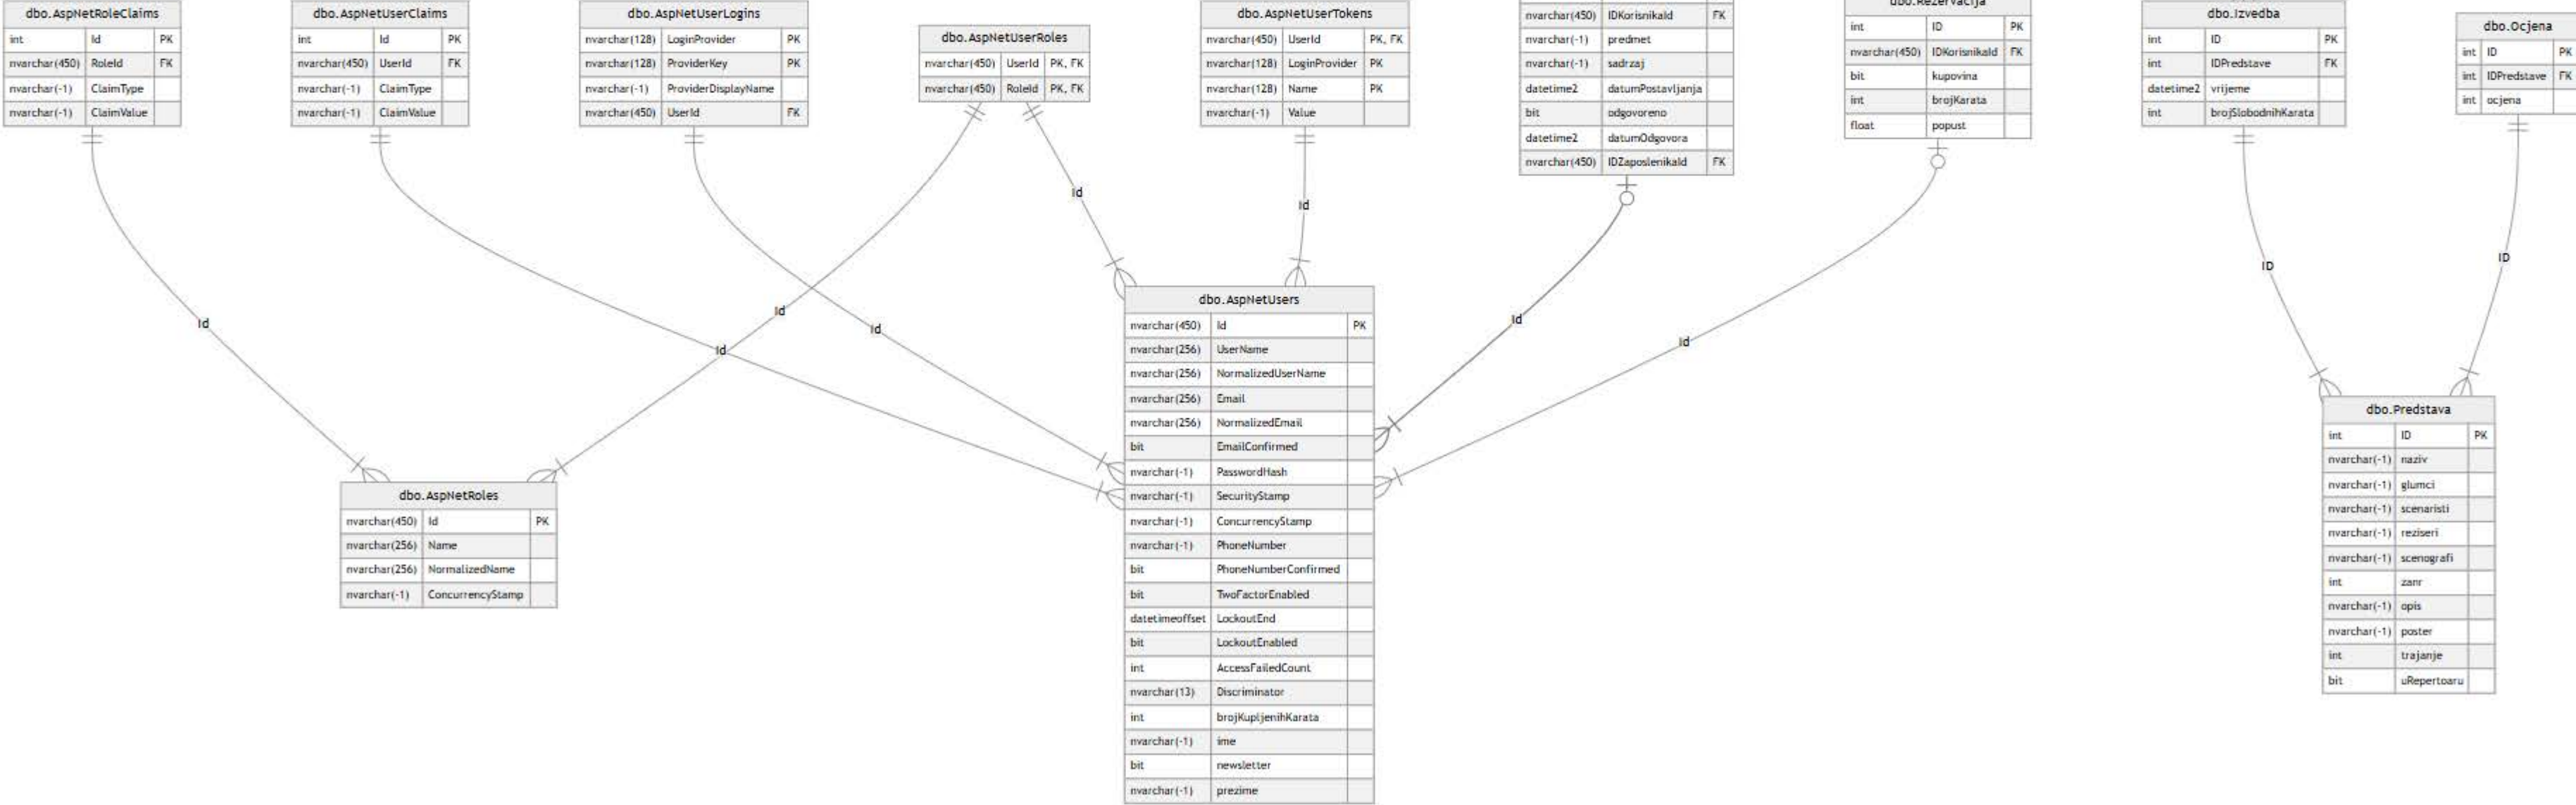 dbo.AspNetRoleClaims
int Id PK
nvarchar(450) RoleId FK
nvarchar(-1) ClaimType
nvarchar(-1) ClaimValue
dbo.AspNetUserClaims
int Id PK
nvarchar(450) UserId FK
nvarchar(-1) ClaimType
nvarchar(-1) ClaimValue
dbo.AspNetUserLogins
nvarchar(128) LoginProvider PK
nvarchar(128) ProviderKey PK
nvarchar(-1) ProviderDisplayName
nvarchar(450) UserId FK
dbo.AspNetUserRoles
nvarchar(450) UserId PK, FK
nvarchar(450) RoleId PK, FK
dbo.AspNetUserTokens
nvarchar(450) UserId PK, FK
nvarchar(128) LoginProvider PK
nvarchar(128) Name PK
nvarchar(-1) Value
nvarchar(450) IDKorisnikaId FK
nvarchar(-1) predmet
nvarchar(-1) sadrzaj
datetime2 datumPostavljanja
bit odgovoreno
datetime2 datumOdgovora
nvarchar(450) IDZaposlenikaId FK
dbo.Rezervacija
int ID PK
nvarchar(450) IDKorisnikaId FK
bit kupovina
int brojKarata
float popust
dbo.Izvedba
int ID PK
int IDPredstave FK
datetime2 vrijeme
int brojSlobodnihKarata
dbo.Ocjena
int ID PK
int IDPredstave FK
int ocjena
Id
Id
ID
ID
Id
Id
Id
Id
Id
Id
dbo.AspNetUsers
nvarchar(450) Id PK
nvarchar(256) UserName
nvarchar(256) NormalizedUserName
nvarchar(256) Email
nvarchar(256) NormalizedEmail
bit EmailConfirmed
nvarchar(-1) PasswordHash
nvarchar(-1) SecurityStamp
nvarchar(-1) ConcurrencyStamp
nvarchar(-1) PhoneNumber
bit PhoneNumberConfirmed
bit TwoFactorEnabled
datetimeoffset LockoutEnd
bit LockoutEnabled
int AccessFailedCount
nvarchar(13) Discriminator
int brojKupljenihKarata
nvarchar(-1) ime
bit newsletter
nvarchar(-1) prezime
dbo.Predstava
int ID PK
nvarchar(-1) naziv
nvarchar(-1) glumci
nvarchar(-1) scenaristi
nvarchar(-1) reziseri
nvarchar(-1) scenografi
int zanr
nvarchar(-1) opis
nvarchar(-1) poster
int trajanje
bit uRepertoaru
dbo.AspNetRoles
nvarchar(450) Id PK
nvarchar(256) Name
nvarchar(256) NormalizedName
nvarchar(-1) ConcurrencyStamp